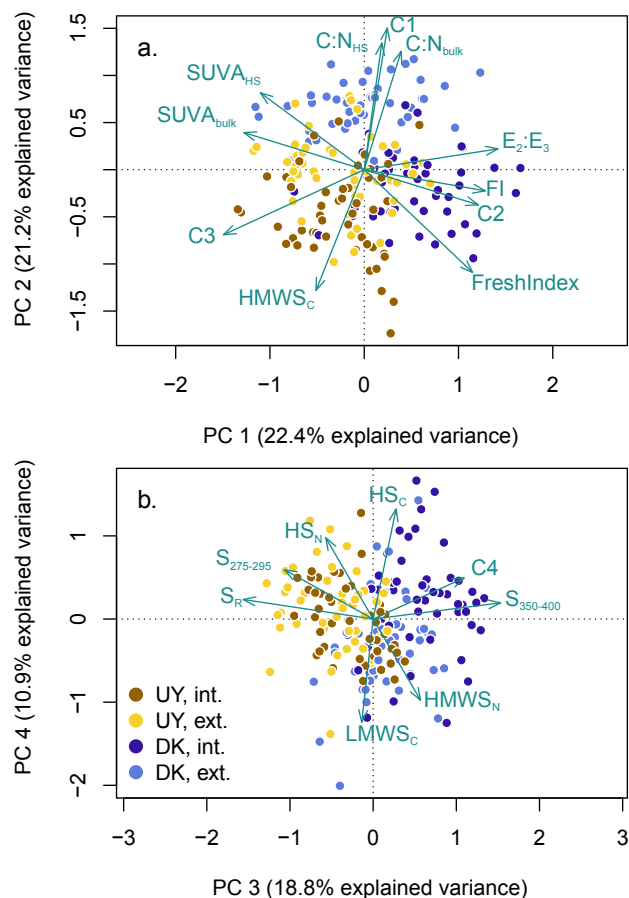 a.
C1
C:N_HS
C:N_bulk
SUVA_HS
SUVA_bulk
E₂:E₃
FI
C2
C3
FreshIndex
HMWS_C
1.5
0.5
−0.5
−1.5
PC 2 (21.2% explained variance)
−2 −1 0 1 2
PC 1 (22.4% explained variance)
b.
HS_C
HS_N
S_275-295
C4
S_R
S_350-400
HMWS_N
LMWS_C
UY, int.
UY, ext.
DK, int.
DK, ext.
1
0
−1
−2
PC 4 (10.9% explained variance)
−3 −2 −1 0 1 2 3
PC 3 (18.8% explained variance)